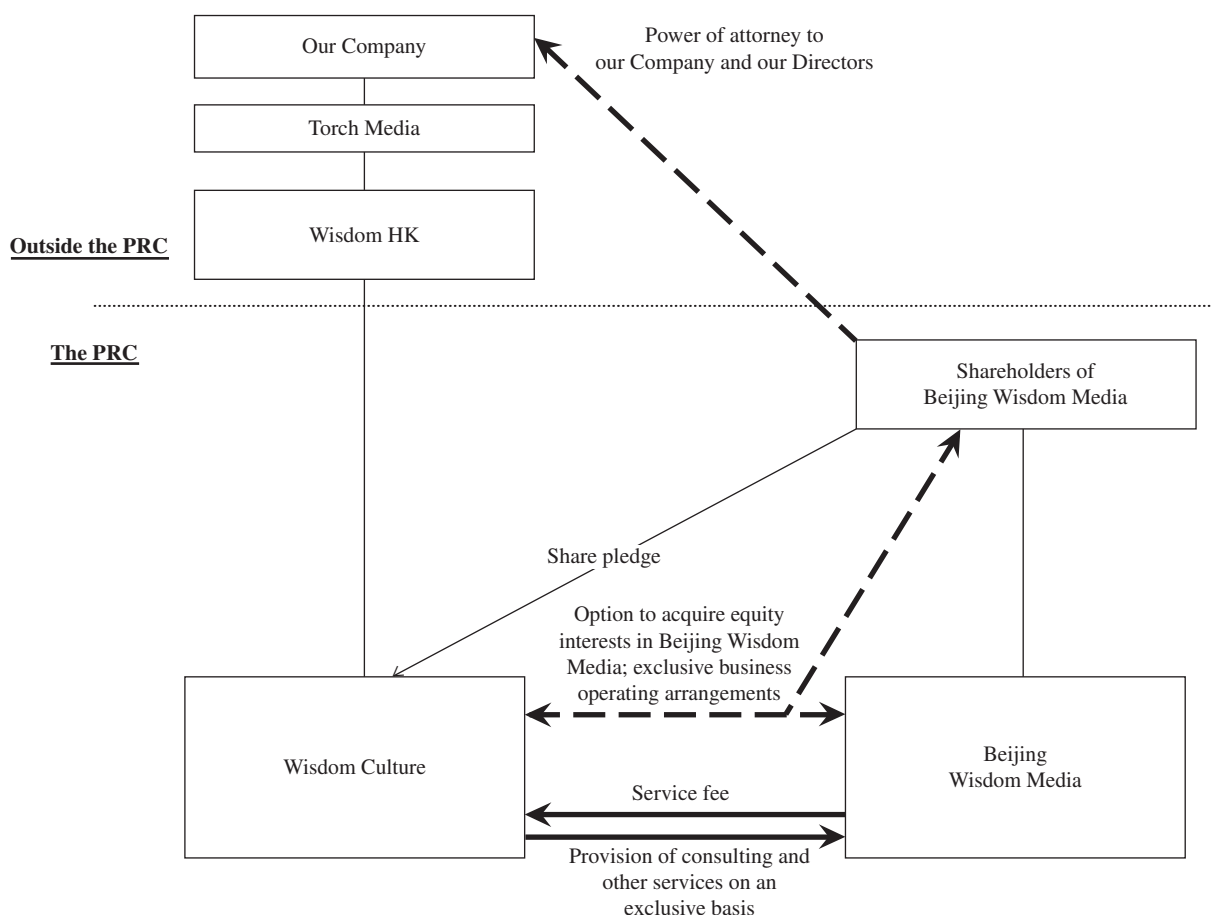 Our Company
Power of attorney to
our Company and our Directors
Torch Media
Wisdom HK
Outside the PRC
The PRC
Shareholders of
Beijing Wisdom Media
Share pledge
Option to acquire equity
interests in Beijing Wisdom
Media; exclusive business
operating arrangements
Wisdom Culture
Beijing
Wisdom Media
Service fee
Provision of consulting and
other services on an
exclusive basis